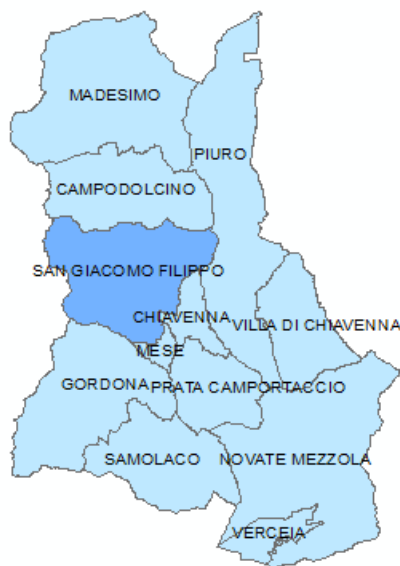 MADESIMO
PIURO
CAMPODOLCINO
SAN GIACOMO FILIPPO
CHIAVENNA
VILLA DI CHIAVENNA
MESE
GORDONA
PRATA CAMPORTACCIO
SAMOLACO
NOVATE MEZZOLA
VERCEIA